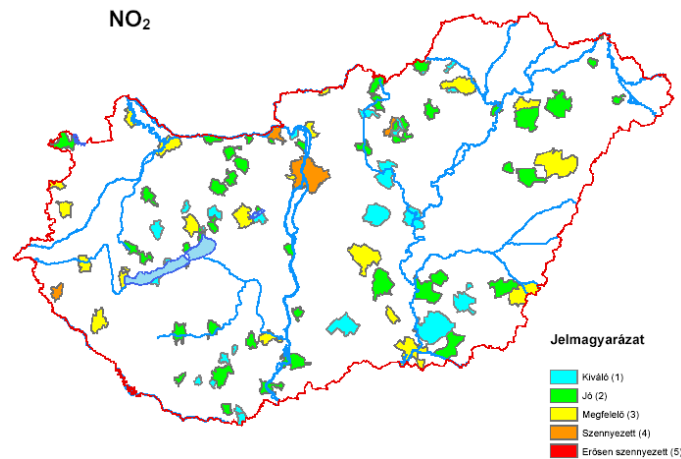 NO₂
Jelmagyarázat
Kiváló (1)
Jó (2)
Megfelelő (3)
Szennyezett (4)
Erősen szennyezett (5)